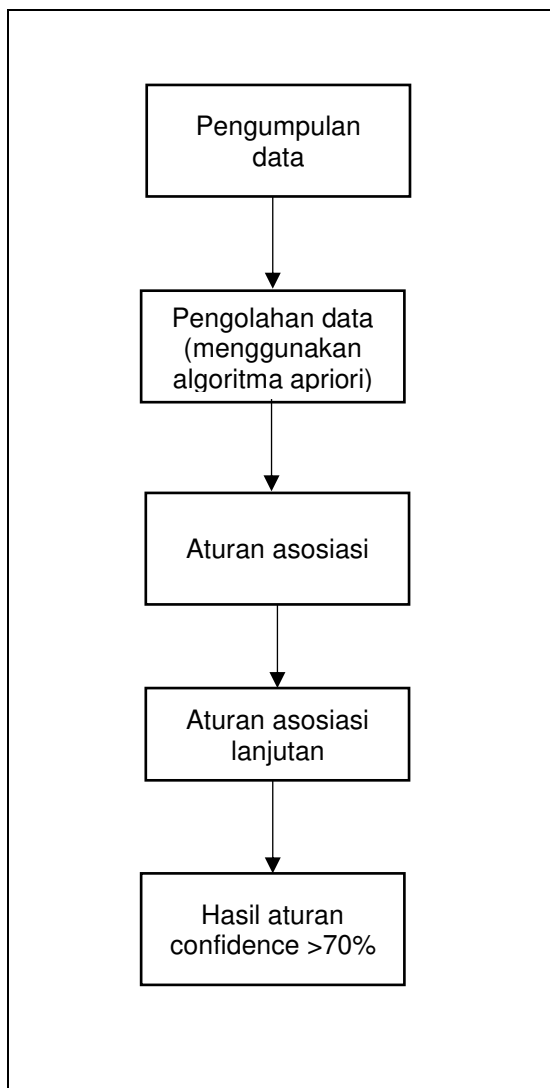 Pengumpulan
data
Pengolahan data
(menggunakan
algoritma apriori)
Aturan asosiasi
Aturan asosiasi
lanjutan
Hasil aturan
confidence >70%